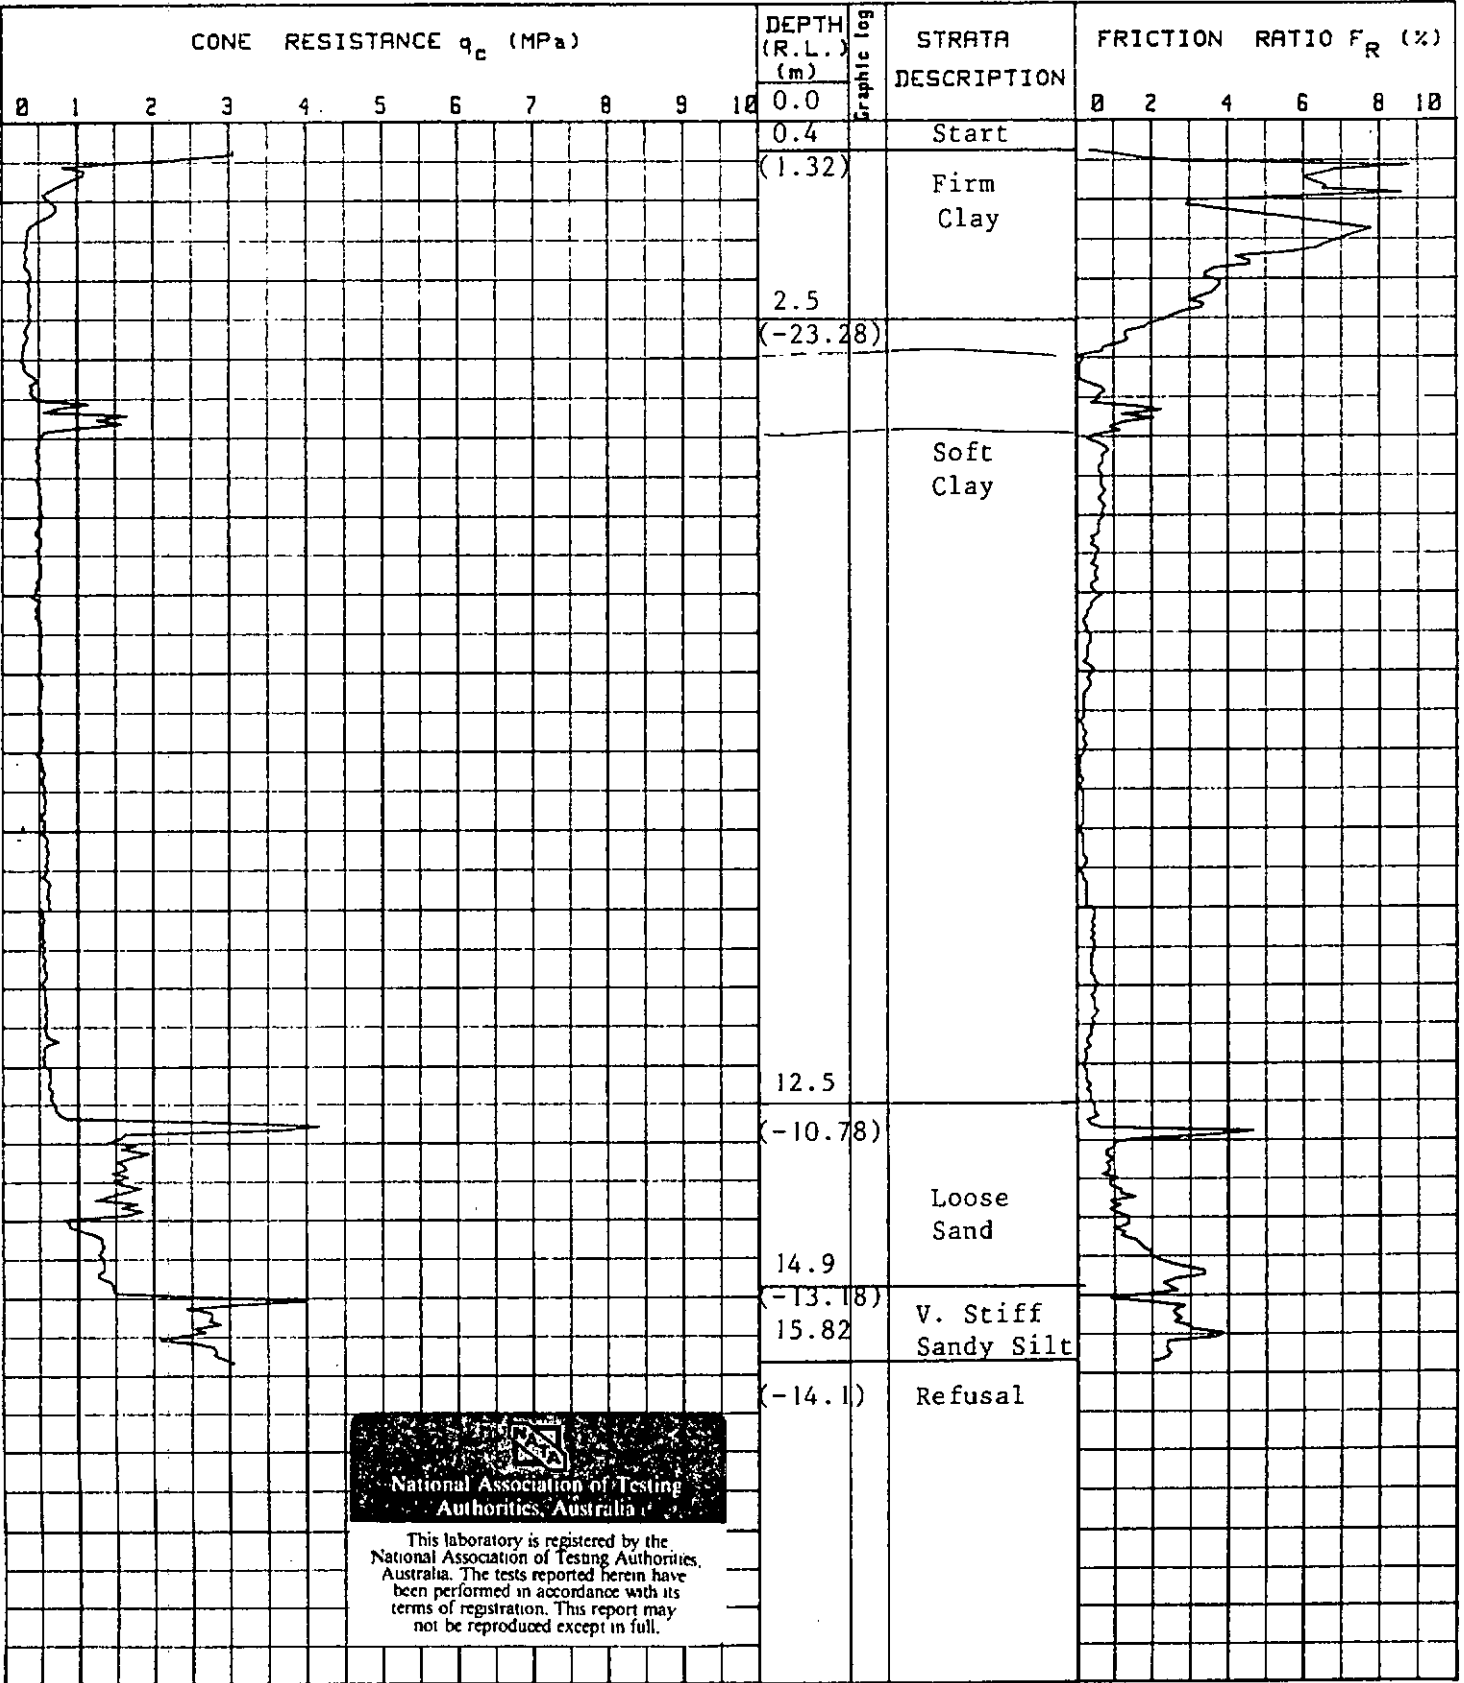 CONE RESISTANCE qc (MPa)
DEPTH
(R.L.)
(m)
0.0
Graphic log
STRATA
DESCRIPTION
FRICTION RATIO FR (%)
0 1 2 3 4 5 6 7 8 9 10
0 2 4 6 8 10
0.4 Start
(1.32)
Firm
Clay
2.5
(-23.28)
Soft
Clay
12.5
(-10.78)
Loose
Sand
14.9
(-13.18)
V. Stiff
15.82
Sandy Silt
(-14.1) Refusal
NATA
National Association of Testing
Authorities, Australia
This laboratory is registered by the
National Association of Testing Authorities,
Australia. The tests reported herein have
been performed in accordance with its
terms of registration. This report may
not be reproduced except in full.